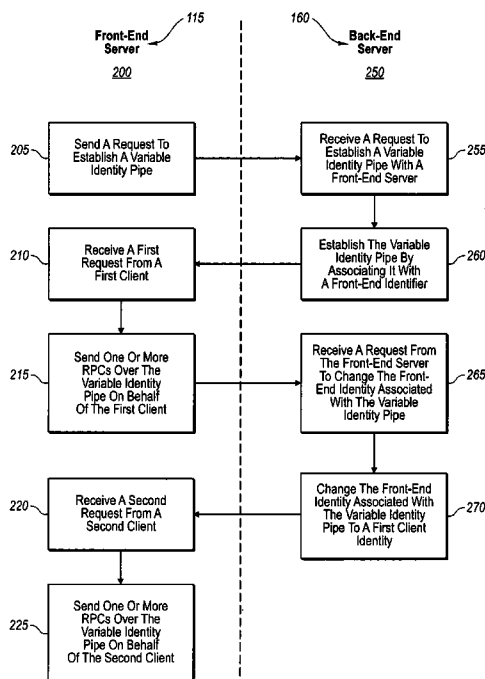 115
160
Front-End
Server
200
Back-End
Server
250
205
Send A Request To
Establish A Variable
Identity Pipe
Receive A Request To
Establish A Variable
Identity Pipe With A
Front-End Server
255
210
Receive A First
Request From A
First Client
Establish The Variable
Identity Pipe By
Associating It With
A Front-End Identifier
260
215
Send One Or More
RPCs Over The
Variable Identity
Pipe On Behalf
Of The First Client
Receive A Request From
The Front-End Server
To Change The Front-
End Identity Associated
With The Variable
Identity Pipe
265
220
Receive A Second
Request From A
Second Client
Change The Front-End
Identity Associated With
The Variable Identity
Pipe To A First Client
Identity
270
225
Send One Or More
RPCs Over The
Variable Identity
Pipe On Behalf
Of The Second Client